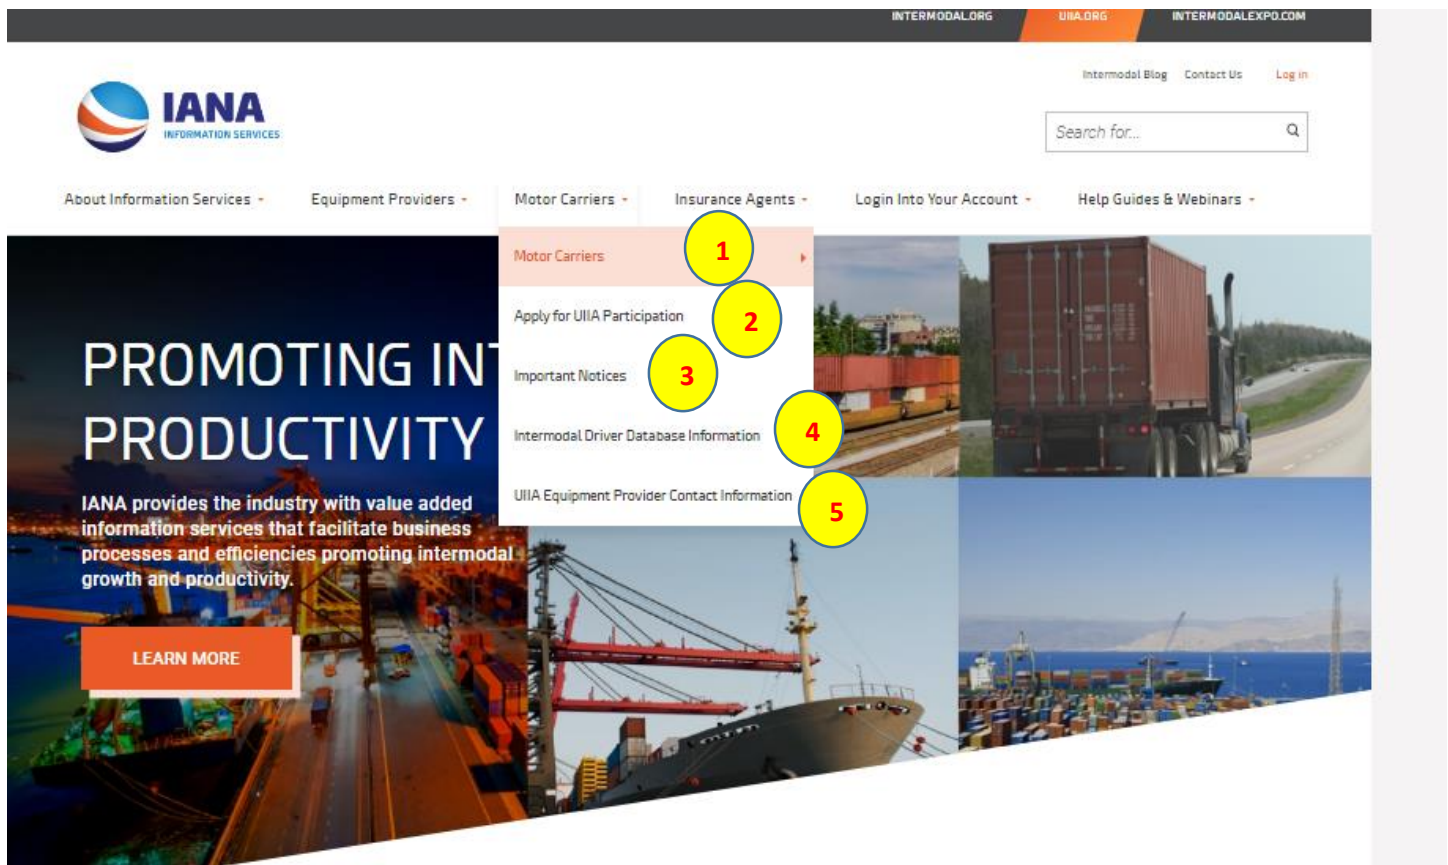 INTERMODAL.ORG UIIA.ORG INTERMODALEXPO.COM
Intermodal Blog Contact Us Log in
IANA
INFORMATION SERVICES
Search for...
About Information Services Equipment Providers Motor Carriers Insurance Agents Login Into Your Account Help Guides & Webinars
Motor Carriers 1
Apply for UIIA Participation 2
Important Notices 3
Intermodal Driver Database Information 4
UIIA Equipment Provider Contact Information 5
PROMOTING INT
PRODUCTIVITY
IANA provides the industry with value added
information services that facilitate business
processes and efficiencies promoting intermodal
growth and productivity.
LEARN MORE